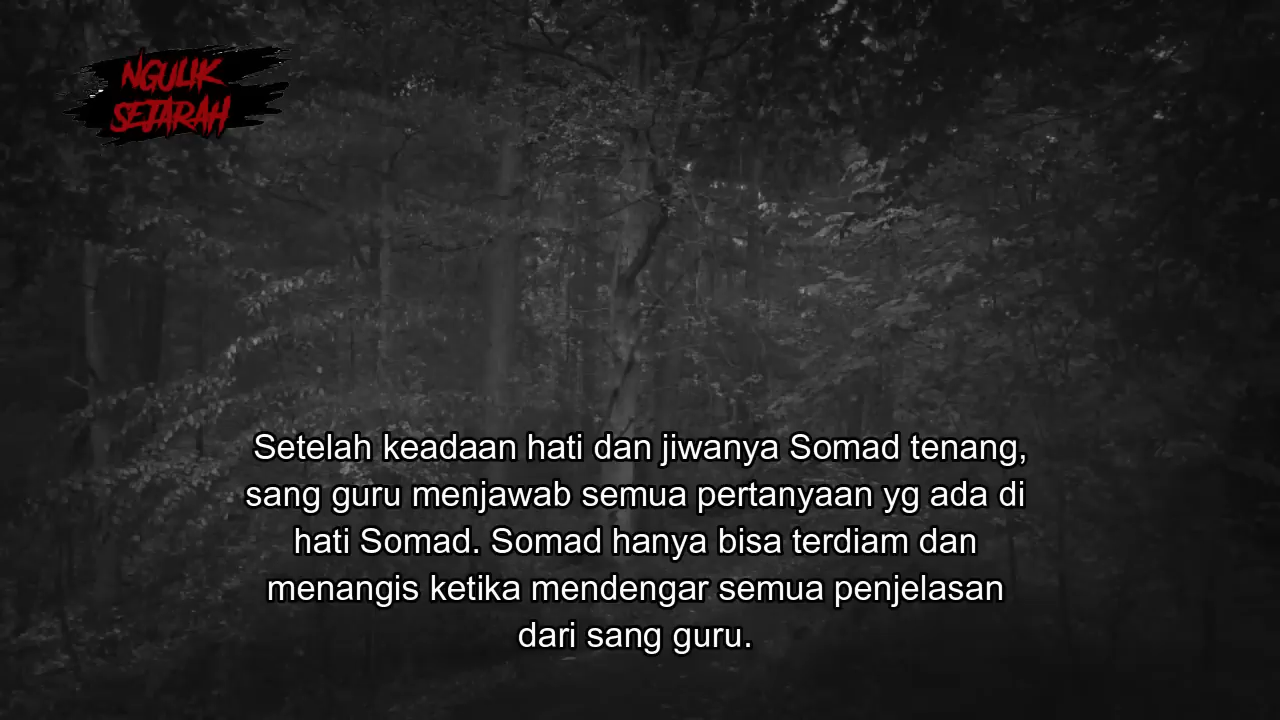 NGULIK
SEJARAH
Setelah keadaan hati dan jiwanya Somad tenang,
sang guru menjawab semua pertanyaan yg ada di
hati Somad. Somad hanya bisa terdiam dan
menangis ketika mendengar semua penjelasan
dari sang guru.